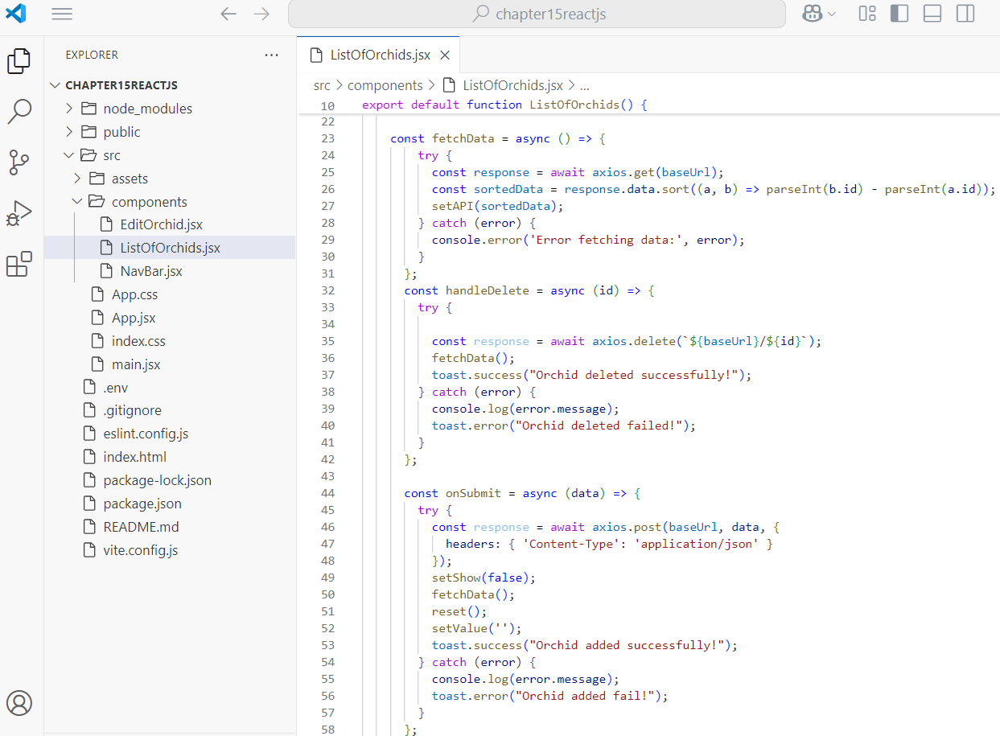 chapter15reactjs
EXPLORER
CHAPTER15REACTJS
node_modules
public
src
assets
components
EditOrchid.jsx
ListOfOrchids.jsx
NavBar.jsx
App.css
App.jsx
index.css
main.jsx
.env
.gitignore
eslint.config.js
index.html
package-lock.json
package.json
README.md
vite.config.js
ListOfOrchids.jsx
src > components > ListOfOrchids.jsx > ...
10 export default function ListOfOrchids() {
22
23 const fetchData = async () => {
24 try {
25 const response = await axios.get(baseUrl);
26 const sortedData = response.data.sort((a, b) => parseInt(b.id) - parseInt(a.id));
27 setAPI(sortedData);
28 } catch (error) {
29 console.error('Error fetching data:', error);
30 }
31 };
32 const handleDelete = async (id) => {
33 try {
34
35 const response = await axios.delete(`${baseUrl}/${id}`);
36 fetchData();
37 toast.success("Orchid deleted successfully!");
38 } catch (error) {
39 console.log(error.message);
40 toast.error("Orchid deleted failed!");
41 }
42 };
43
44 const onSubmit = async (data) => {
45 try {
46 const response = await axios.post(baseUrl, data, {
47 headers: { 'Content-Type': 'application/json' }
48 });
49 setShow(false);
50 fetchData();
51 reset();
52 setValue('');
53 toast.success("Orchid added successfully!");
54 } catch (error) {
55 console.log(error.message);
56 toast.error("Orchid added fail!");
57 }
58 };